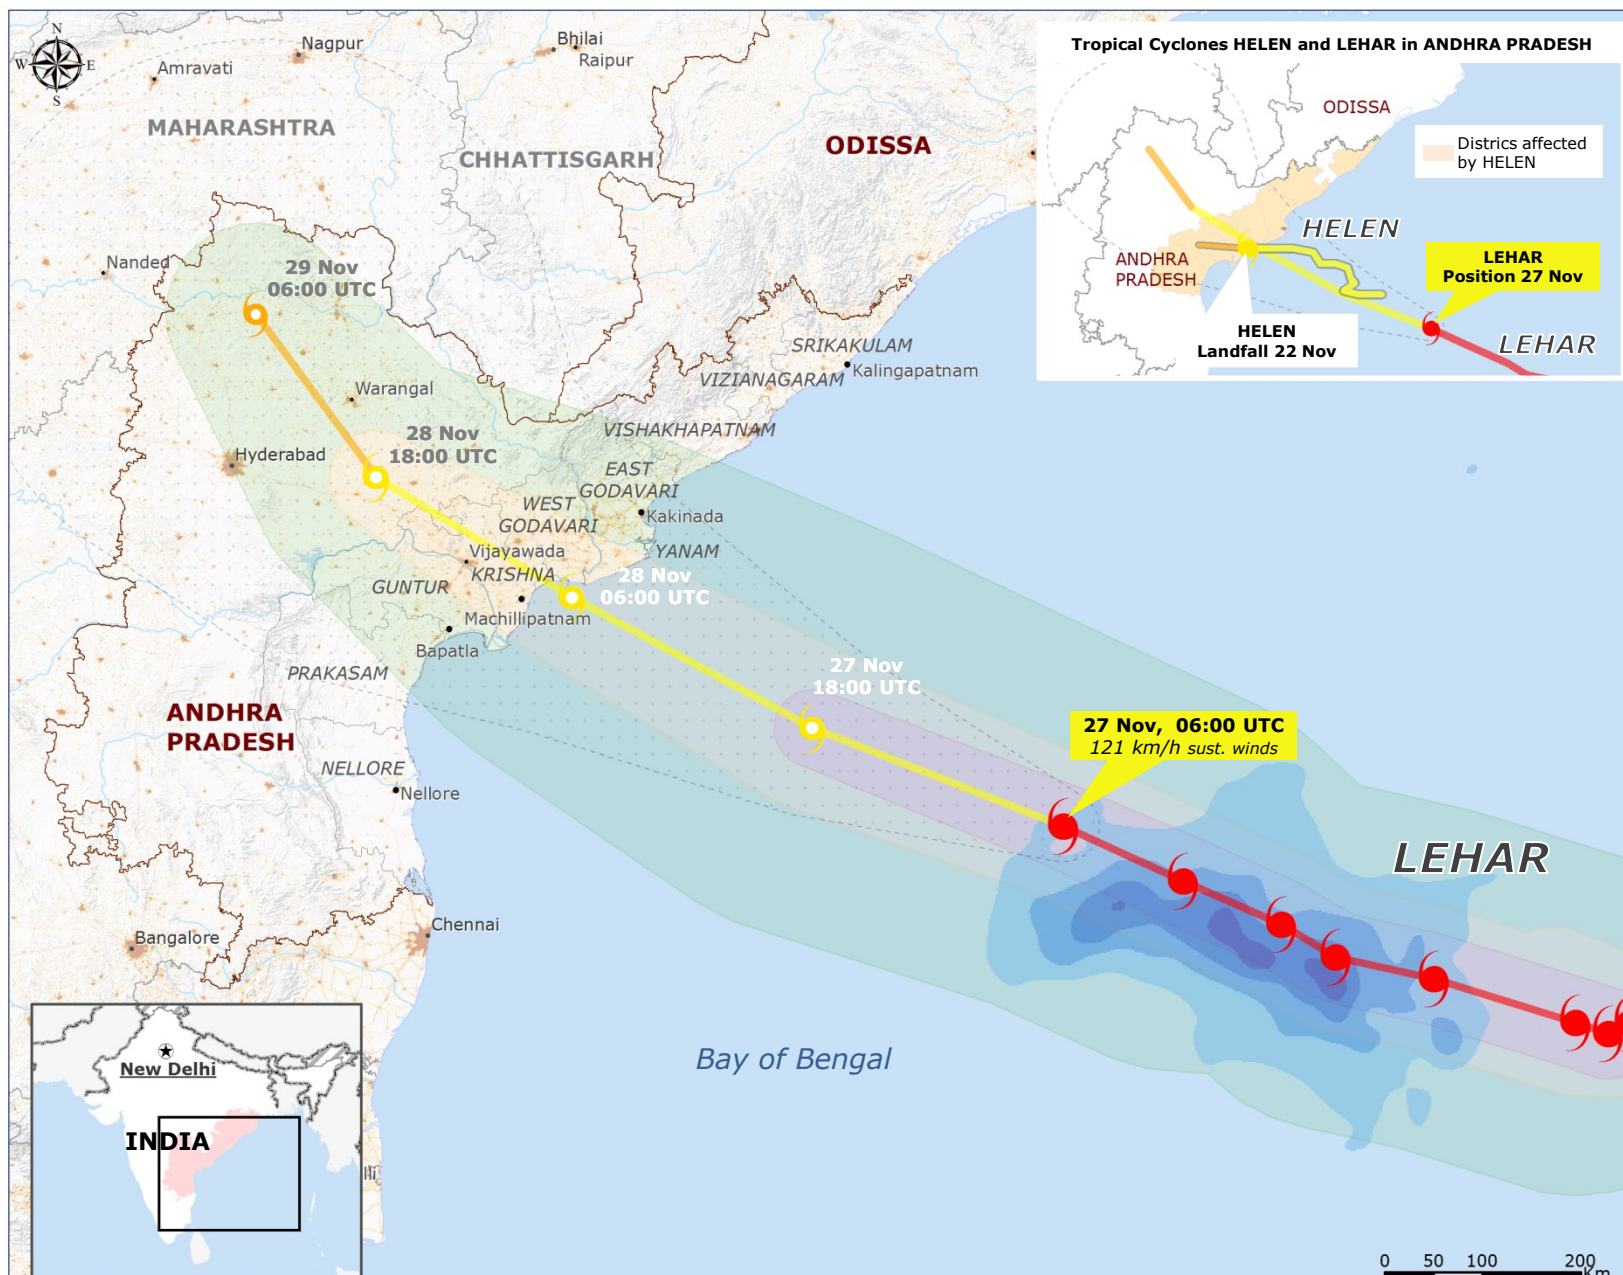 N
W
E
S
Nagpur
Amravati
Bhilai
Raipur
MAHARASHTRA
CHHATTISGARH
ODISSA
Tropical Cyclones HELEN and LEHAR in ANDHRA PRADESH
ODISSA
Districs affected
by HELEN
HELEN
ANDHRA
PRADESH
LEHAR
Position 27 Nov
HELEN
Landfall 22 Nov
LEHAR
Nanded
29 Nov
06:00 UTC
Warangal
28 Nov
18:00 UTC
Hyderabad
SRIKAKULAM
Kalingapatnam
VIZIANAGARAM
VISHAKHAPATNAM
EAST
GODAVARI
WEST
GODAVARI
Kakinada
YANAM
Vijayawada
KRISHNA
GUNTUR
28 Nov
06:00 UTC
Machillipatnam
Bapatla
PRAKASAM
27 Nov
18:00 UTC
ANDHRA
PRADESH
27 Nov, 06:00 UTC
121 km/h sust. winds
NELLORE
Nellore
LEHAR
Chennai
Bangalore
Bay of Bengal
New Delhi
INDIA
0 50 100 200
Km